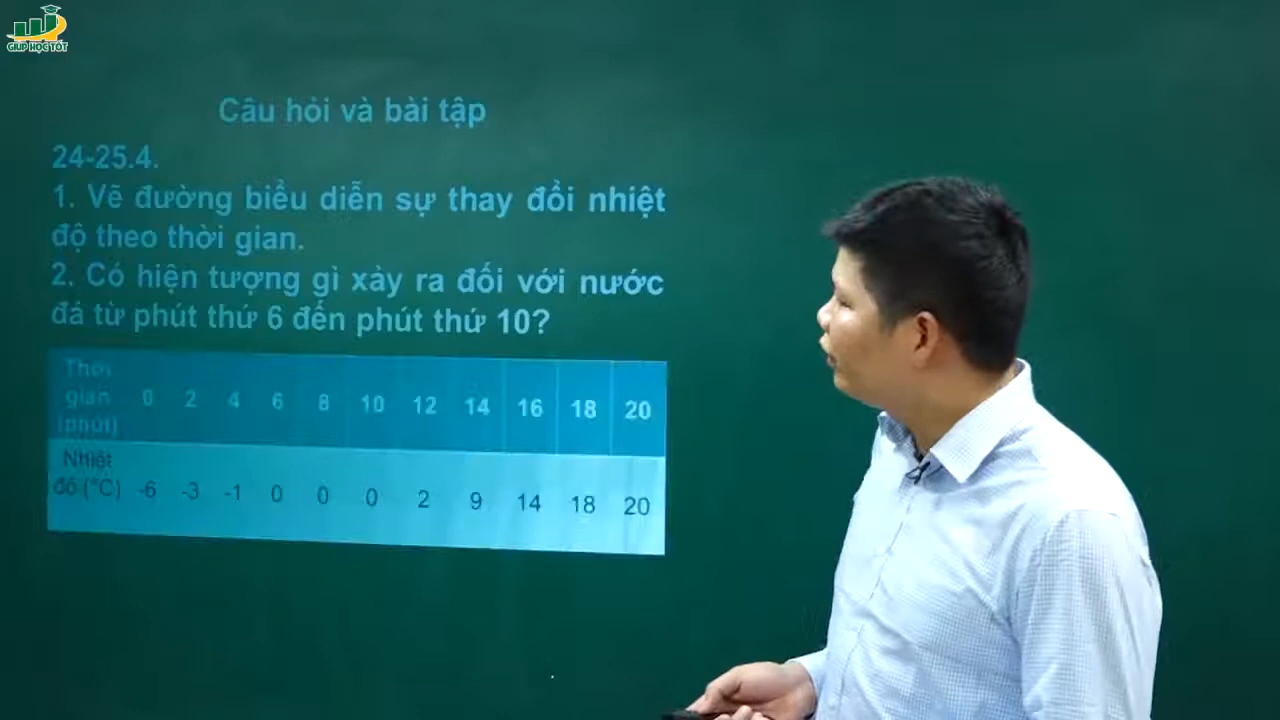 GIÚP HỌC TỐT
Câu hỏi và bài tập
24-25.4.
1. Vẽ đường biểu diễn sự thay đổi nhiệt
độ theo thời gian.
2. Có hiện tượng gì xảy ra đối với nước
đá từ phút thứ 6 đến phút thứ 10?
Thời
gian
(phút) 0 2 4 6 8 10 12 14 16 18 20
Nhiệt
độ (°C) -6 -3 -1 0 0 0 2 9 14 18 20